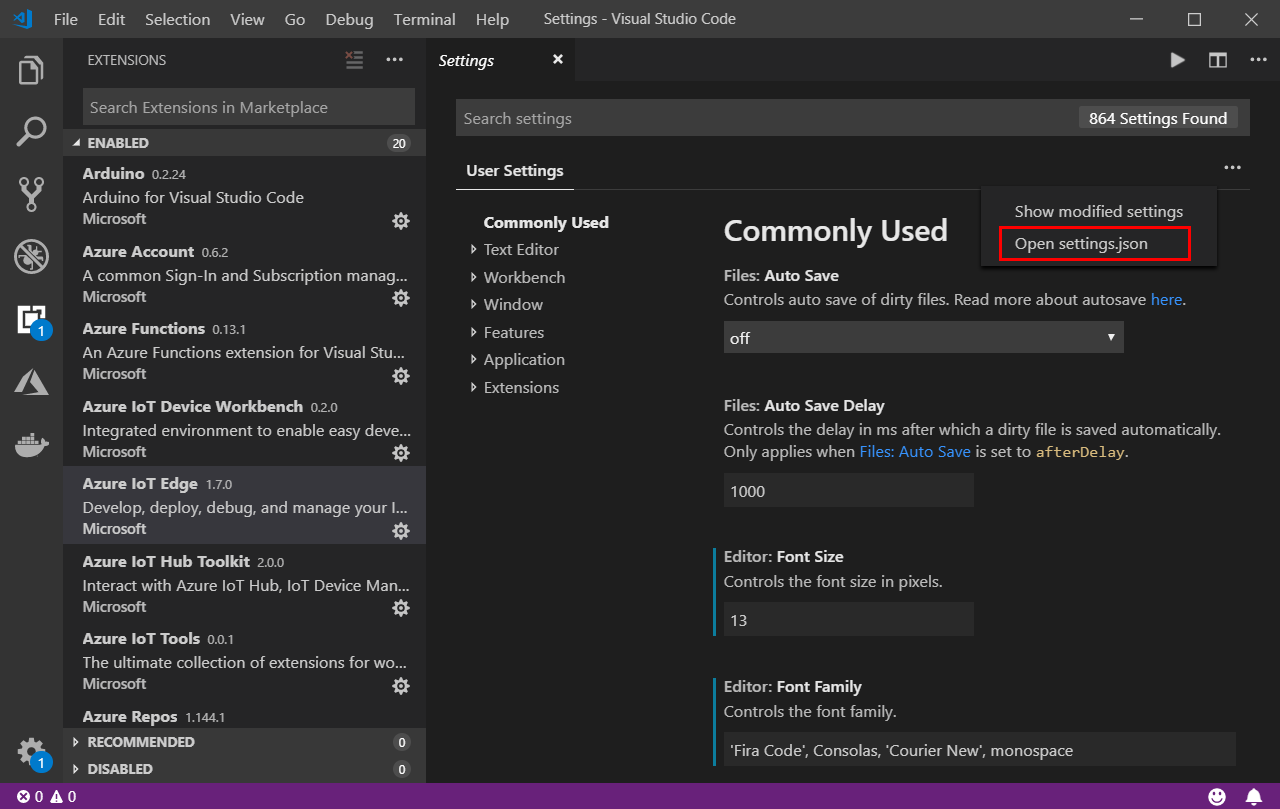 File Edit Selection View Go Debug Terminal Help Settings - Visual Studio Code
EXTENSIONS
Search Extensions in Marketplace
ENABLED 20
Arduino 0.2.24
Arduino for Visual Studio Code
Microsoft
Azure Account 0.6.2
A common Sign-In and Subscription manag...
Microsoft
Azure Functions 0.13.1
An Azure Functions extension for Visual Stu...
Microsoft
Azure IoT Device Workbench 0.2.0
Integrated environment to enable easy deve...
Microsoft
Azure IoT Edge 1.7.0
Develop, deploy, debug, and manage your I...
Microsoft
Azure IoT Hub Toolkit 2.0.0
Interact with Azure IoT Hub, IoT Device Man...
Microsoft
Azure IoT Tools 0.0.1
The ultimate collection of extensions for wo...
Microsoft
Azure Repos 1.144.1
RECOMMENDED 0
DISABLED 0
1
1
Settings
Search settings 864 Settings Found
User Settings
Show modified settings
Open settings.json
Commonly Used
Text Editor
Workbench
Window
Features
Application
Extensions
Commonly Used
Files: Auto Save
Controls auto save of dirty files. Read more about autosave here.
off
Files: Auto Save Delay
Controls the delay in ms after which a dirty file is saved automatically.
Only applies when Files: Auto Save is set to afterDelay.
1000
Editor: Font Size
Controls the font size in pixels.
13
Editor: Font Family
Controls the font family.
'Fira Code', Consolas, 'Courier New', monospace
0 0